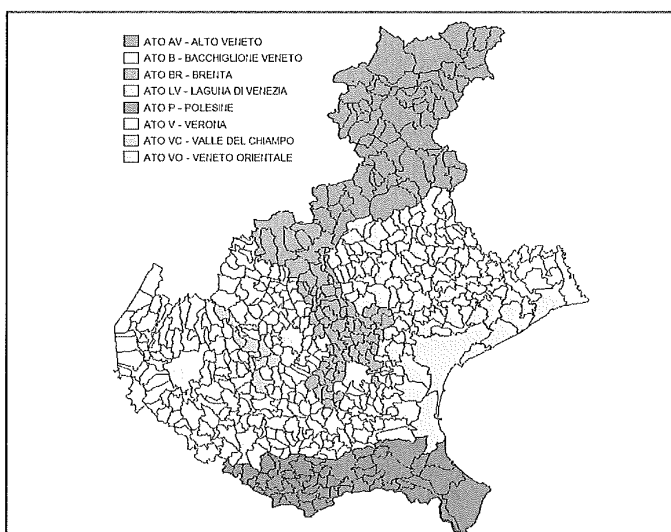 ATO AV - ALTO VENETO
ATO B - BACCHIGLIONE VENETO
ATO BR - BRENTA
ATO LV - LAGUNA DI VENEZIA
ATO P - POLESINE
ATO V - VERONA
ATO VC - VALLE DEL CHIAMPO
ATO VO - VENETO ORIENTALE